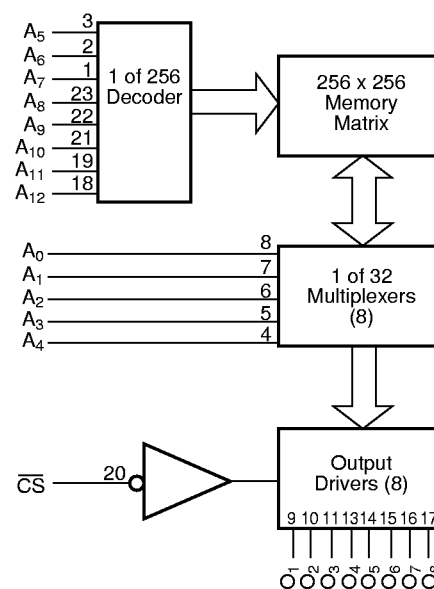 A5 3
A6 2
A7 1
A8 23
A9 22
A10 21
A11 19
A12 18
1 of 256
Decoder
256 x 256
Memory
Matrix
A0 8
A1 7
A2 6
A3 5
A4 4
1 of 32
Multiplexers
(8)
CS 20
Output
Drivers (8)
9 10 11 13 14 15 16 17
O1 O2 O3 O4 O5 O6 O7 O8